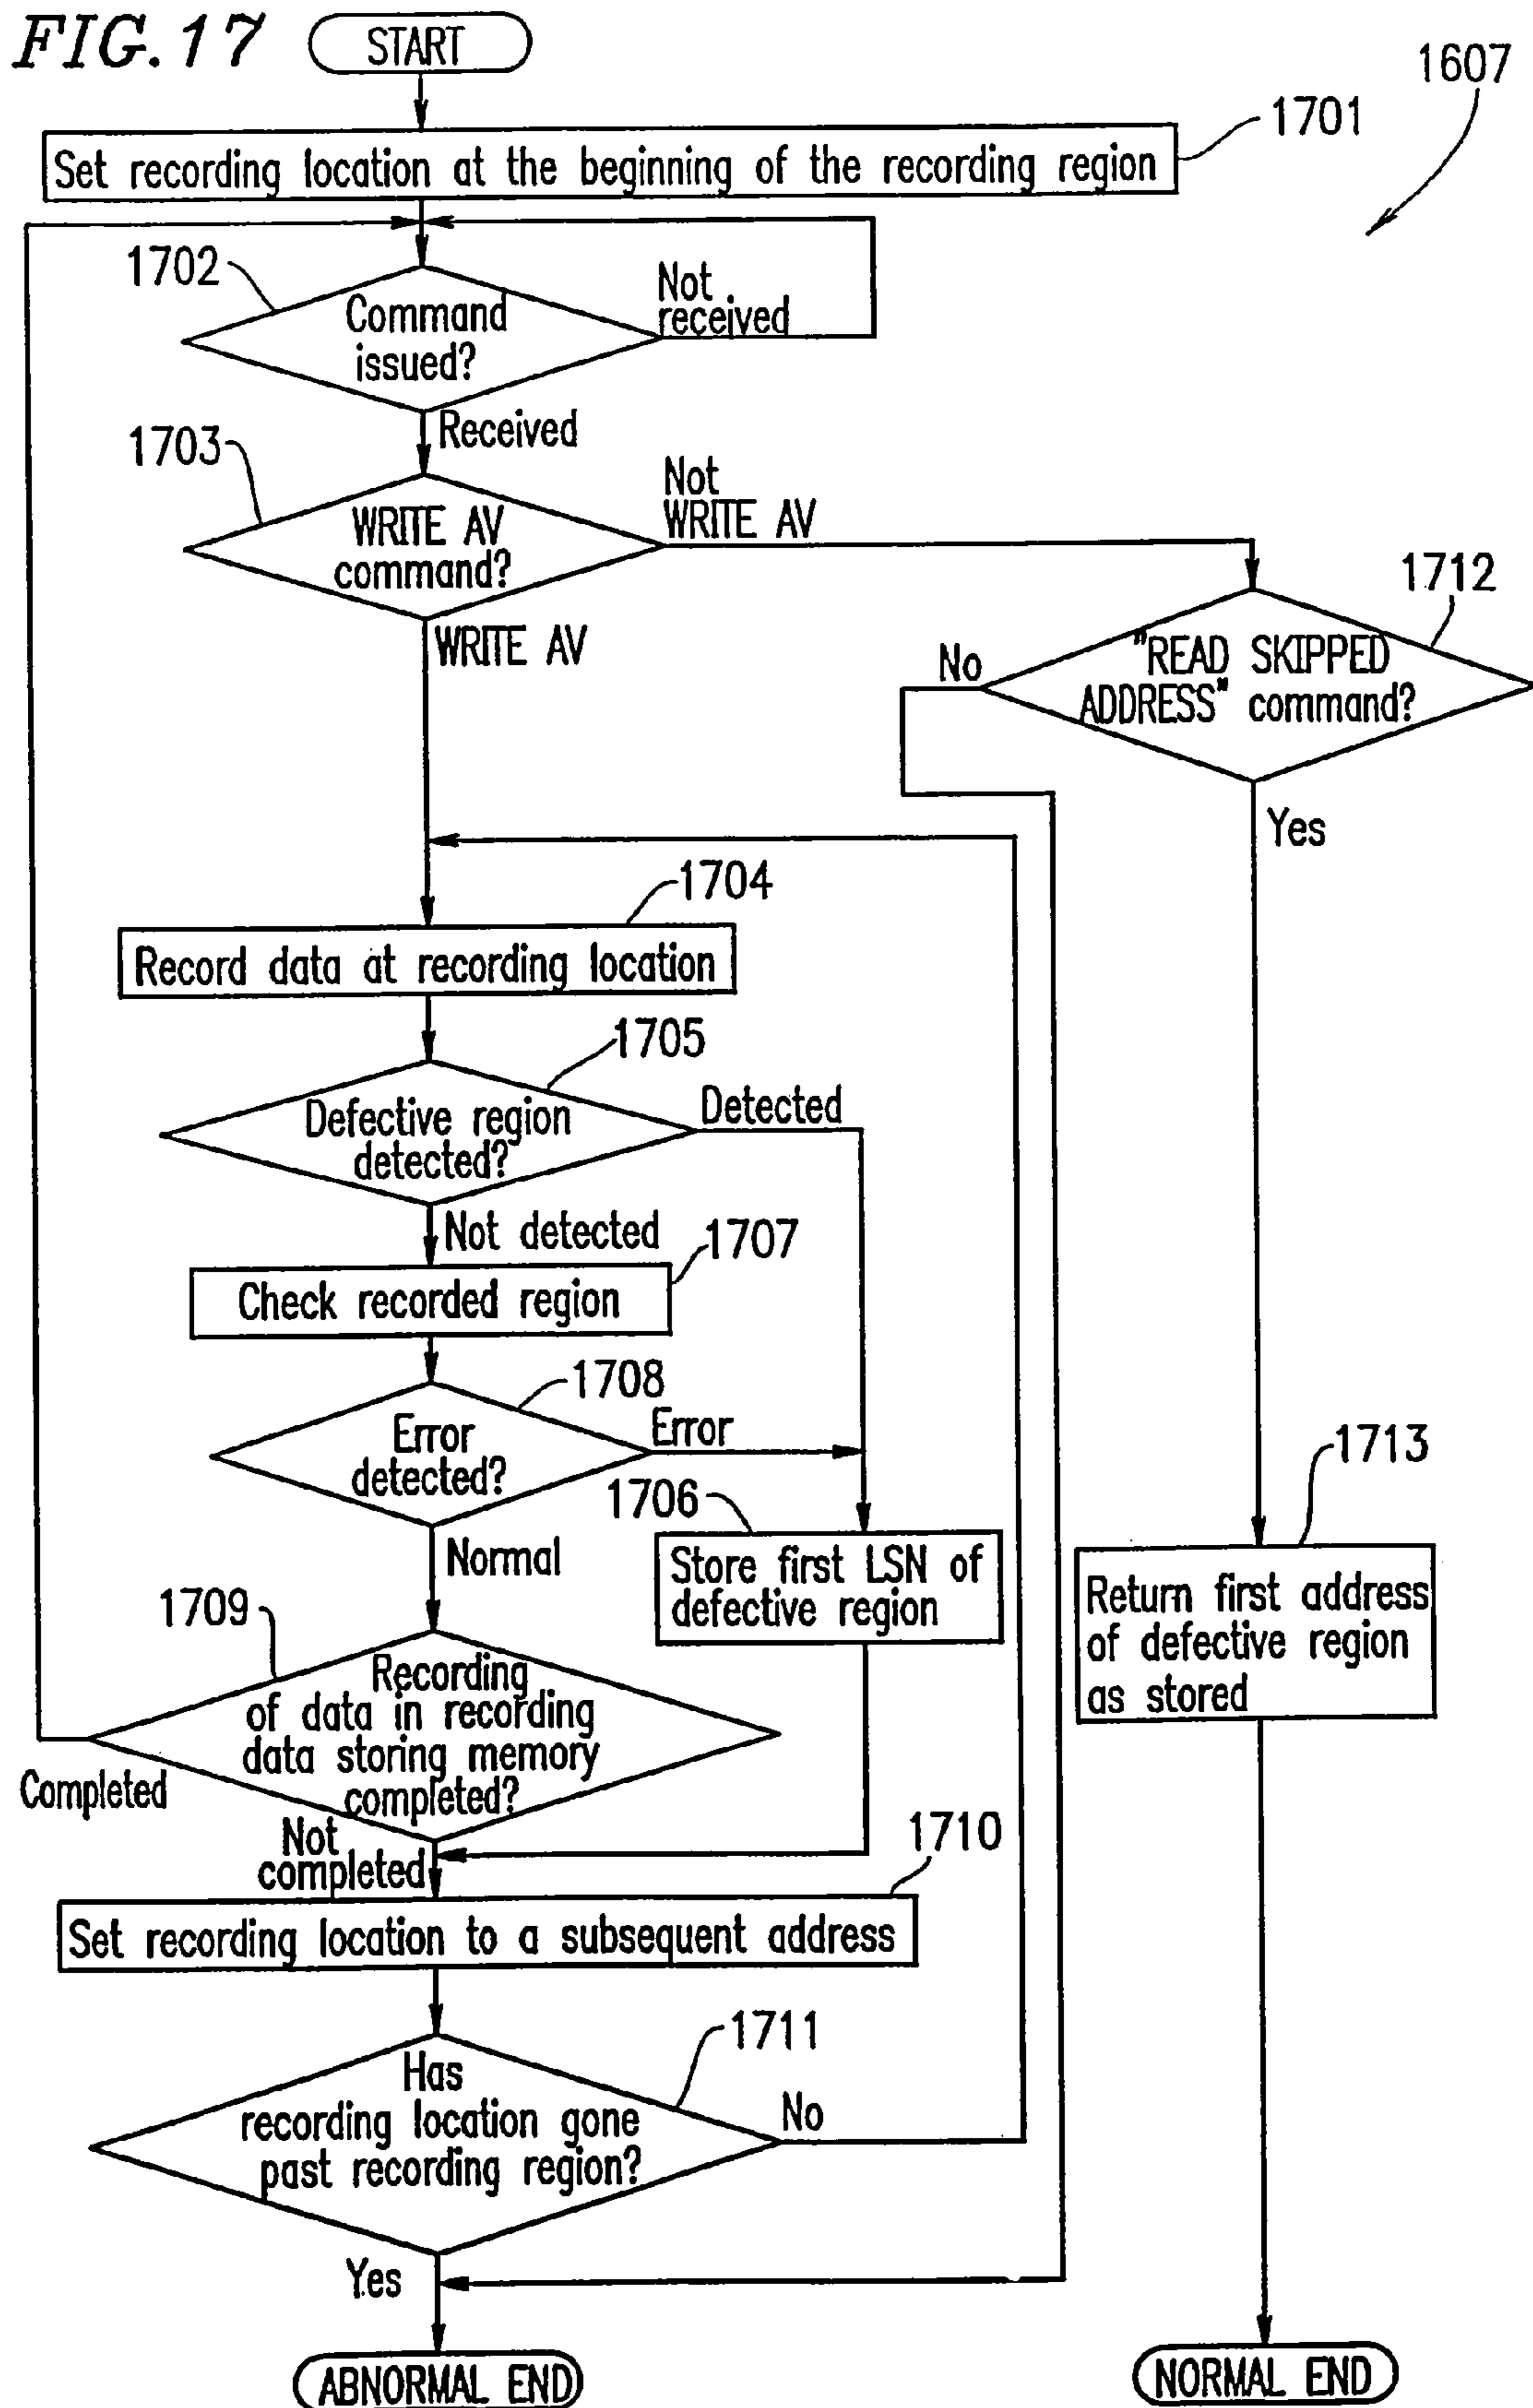 FIG. 17
START
1607
1701
Set recording location at the beginning of the recording region
1702
Command
issued?
Not
received
Received
1703
WRITE AV
command?
Not
WRITE AV
WRITE AV
1712
"READ SKIPPED
ADDRESS" command?
No
Yes
1704
Record data at recording location
1705
Defective region
detected?
Detected
Not detected
1707
Check recorded region
1708
Error
detected?
Error
Normal
1706
Store first LSN of
defective region
1713
Return first address
of defective region
as stored
1709
Recording
of data in recording
data storing memory
completed?
Completed
Not
completed
1710
Set recording location to a subsequent address
1711
Has
recording location gone
past recording region?
No
Yes
ABNORMAL END
NORMAL END